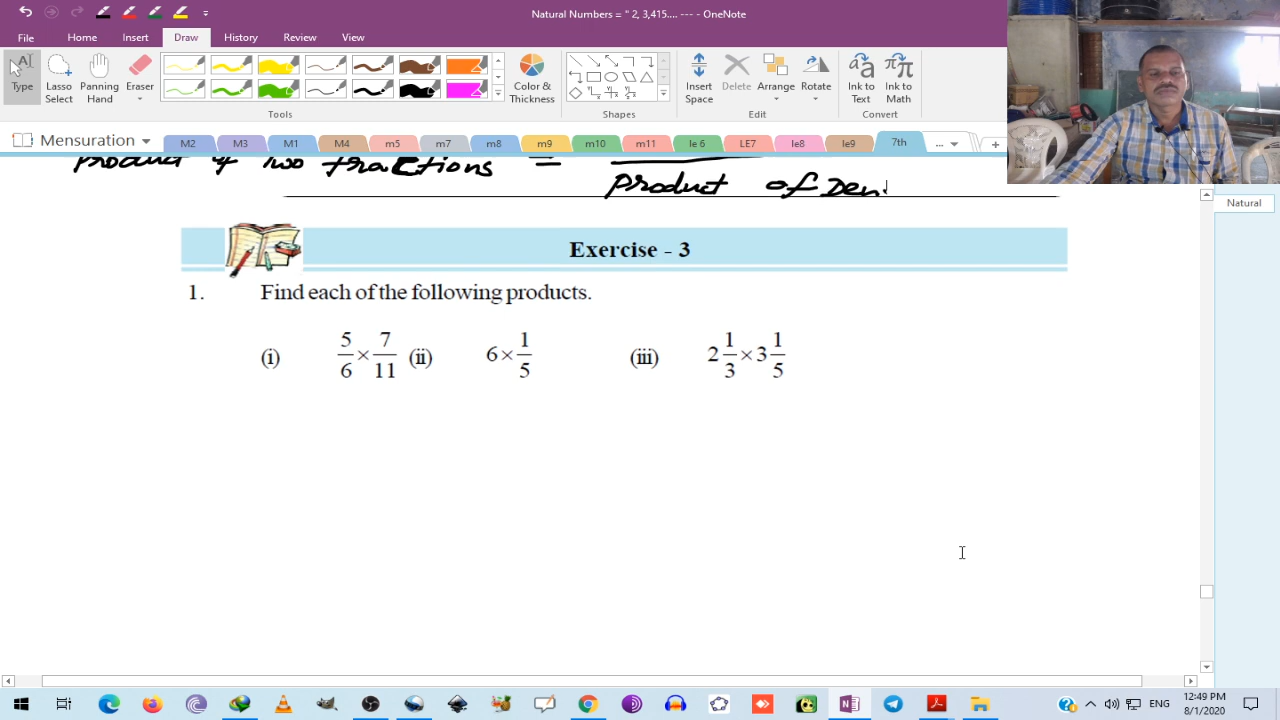 Natural Numbers = " 2, 3,415.... --- - OneNote
File Home Insert Draw History Review View
Type Lasso Select Panning Hand Eraser Color & Thickness Insert Space Delete Arrange Rotate Ink to Text Ink to Math
Tools Shapes Edit Convert
Mensuration M2 M3 M1 M4 m5 m7 m8 m9 m10 m11 le 6 LE7 le8 le9 7th ...
Natural
product of two fractions =
product of Den.
Exercise - 3
1. Find each of the following products.
(i) 5/6 × 7/11 (ii) 6 × 1/5 (iii) 2 1/3 × 3 1/5
ENG 12:49 PM
8/1/2020